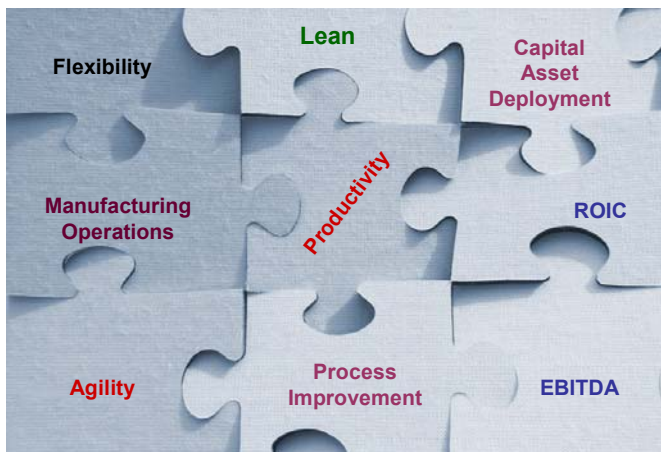 Flexibility
Lean
Capital
Asset
Deployment
Manufacturing
Operations
Productivity
ROIC
Agility
Process
Improvement
EBITDA